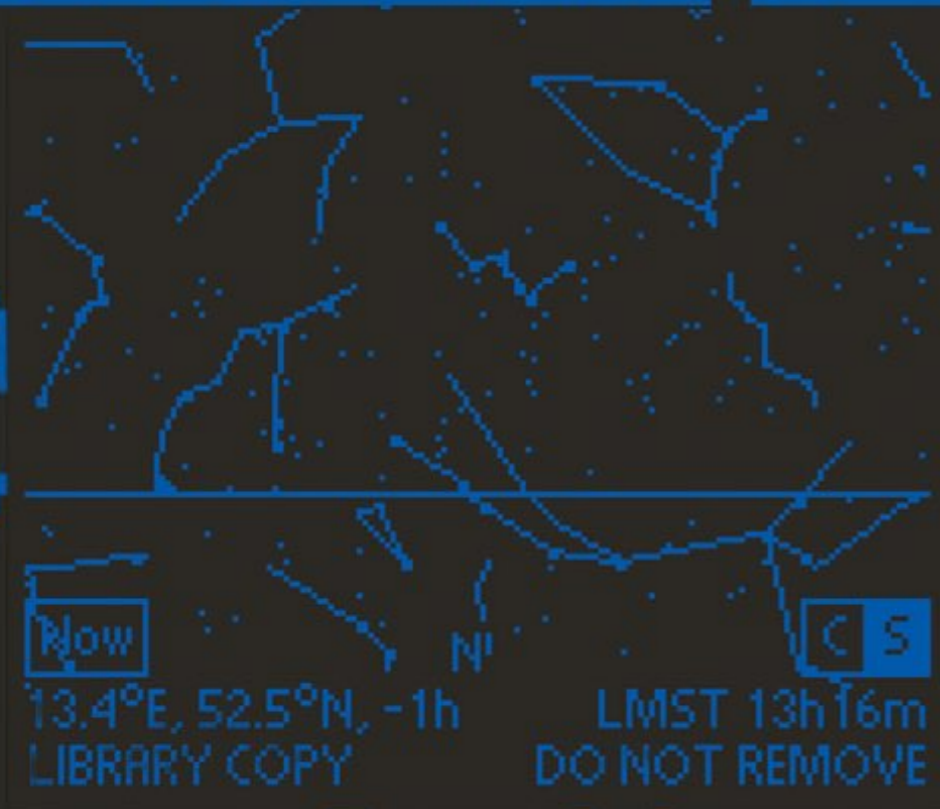 N
Now
C S
13.4°E, 52.5°N, -1h
LMST 13h16m
LIBRARY COPY
DO NOT REMOVE